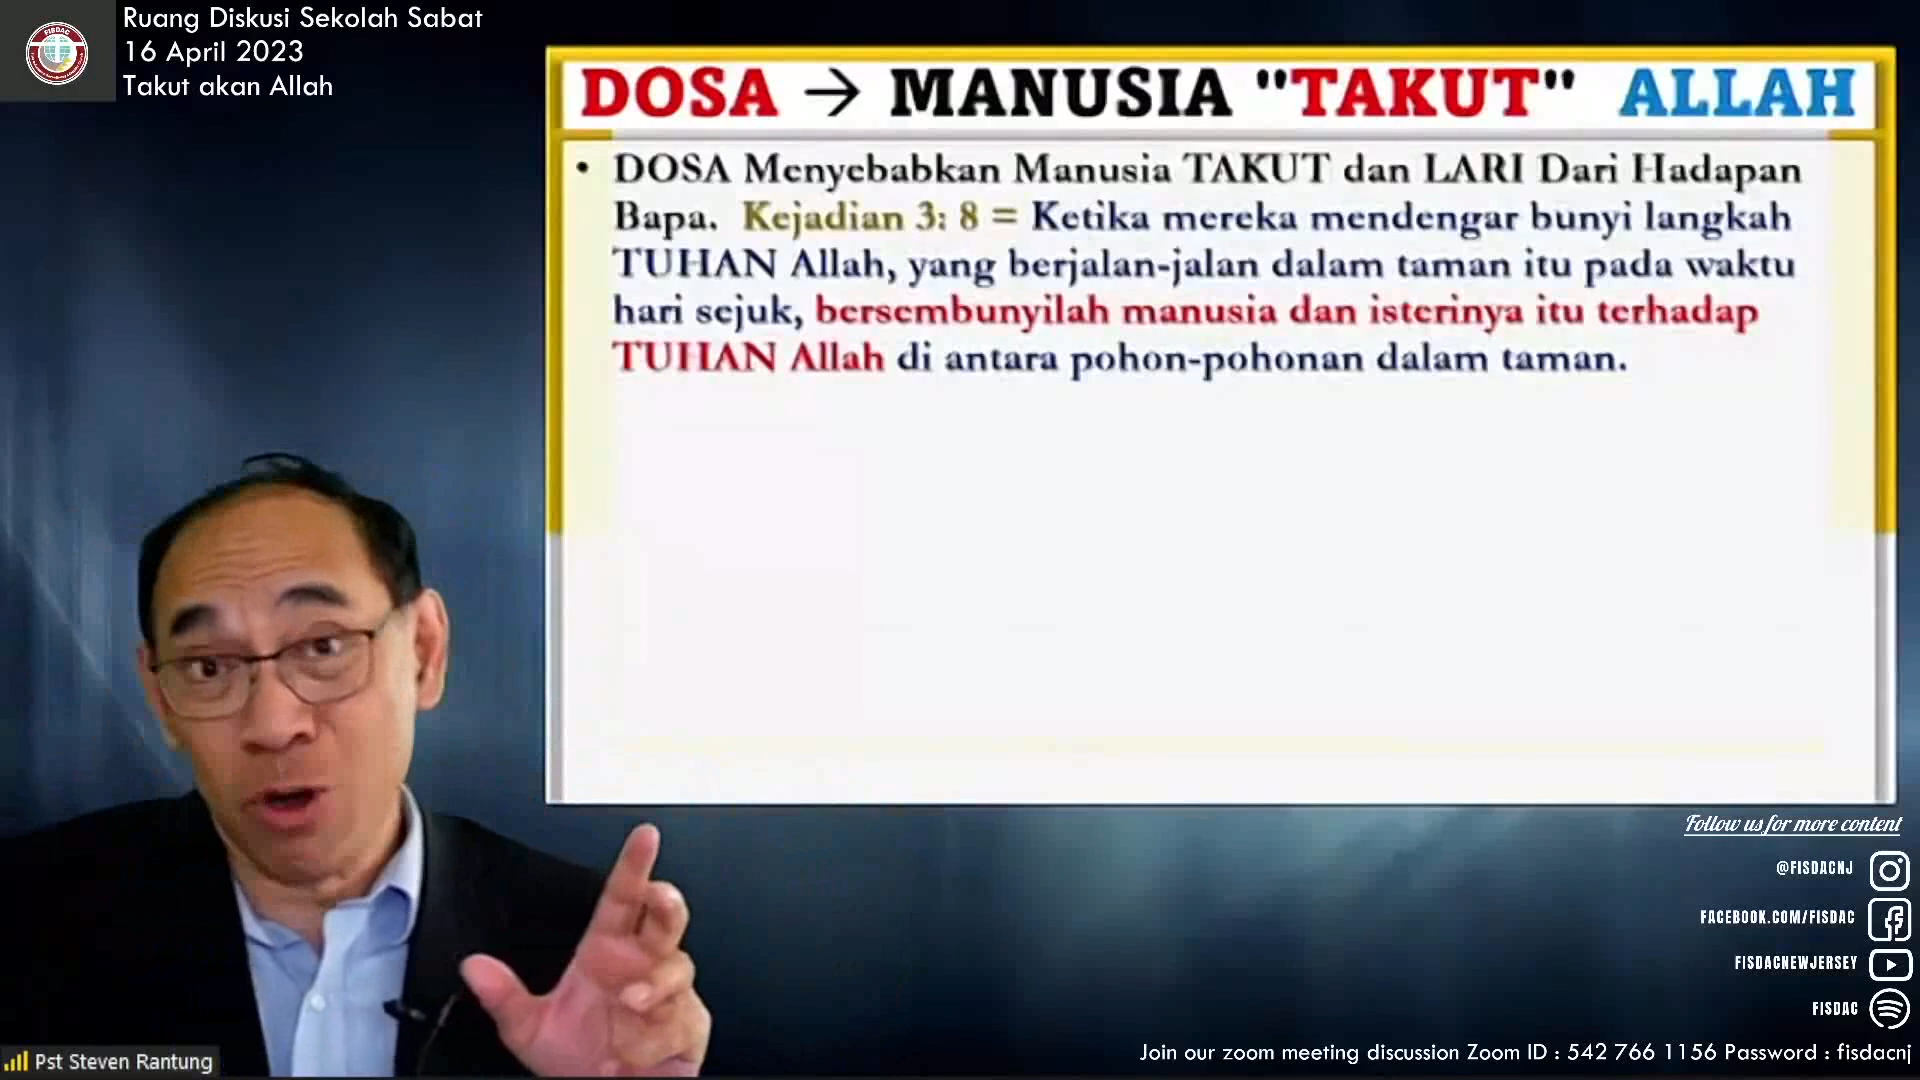 FISDAC
Ruang Diskusi Sekolah Sabat
16 April 2023
Takut akan Allah
DOSA → MANUSIA "TAKUT" ALLAH
• DOSA Menyebabkan Manusia TAKUT dan LARI Dari Hadapan
Bapa. Kejadian 3: 8 = Ketika mereka mendengar bunyi langkah
TUHAN Allah, yang berjalan-jalan dalam taman itu pada waktu
hari sejuk, bersembunyilah manusia dan isterinya itu terhadap
TUHAN Allah di antara pohon-pohonan dalam taman.
Follow us for more content
@FISDACNJ
FACEBOOK.COM/FISDAC
FISDACNEWJERSEY
FISDAC
Pst Steven Rantung
Join our zoom meeting discussion Zoom ID : 542 766 1156 Password : fisdacnj